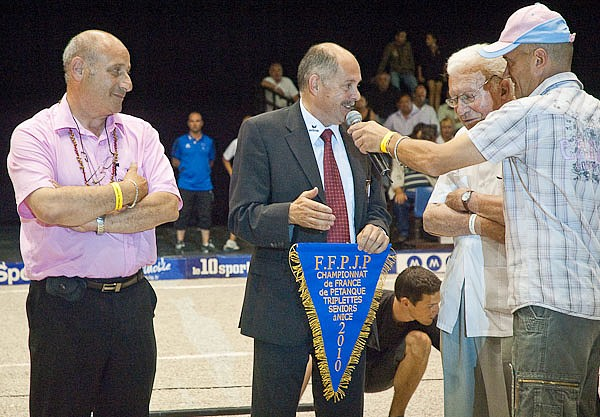 F.F.P.J.P
CHAMPIONNAT
de FRANCE
de PETANQUE
TRIPLETTES
SENIORS
à NICE
2010
le 10 sport